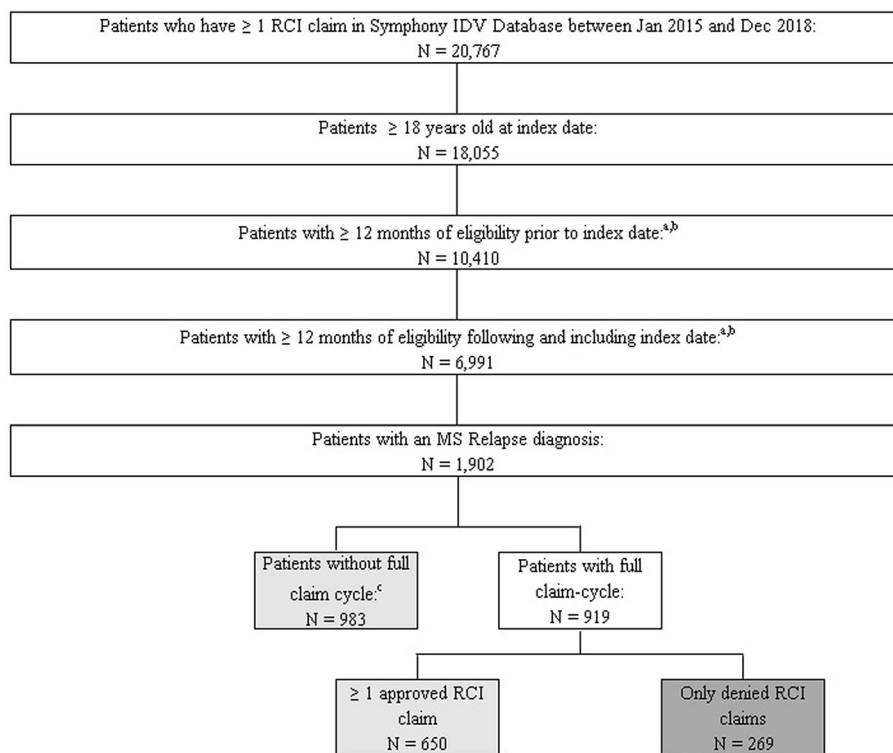 Patients who have ≥ 1 RCI claim in Symphony IDV Database between Jan 2015 and Dec 2018:
N = 20,767
Patients ≥ 18 years old at index date:
N = 18,055
Patients with ≥ 12 months of eligibility prior to index date:a,b
N = 10,410
Patients with ≥ 12 months of eligibility following and including index date:a,b
N = 6,991
Patients with an MS Relapse diagnosis:
N = 1,902
Patients without full
claim cycle:c
N = 983
Patients with full
claim-cycle:
N = 919
≥ 1 approved RCI
claim
N = 650
Only denied RCI
claims
N = 269